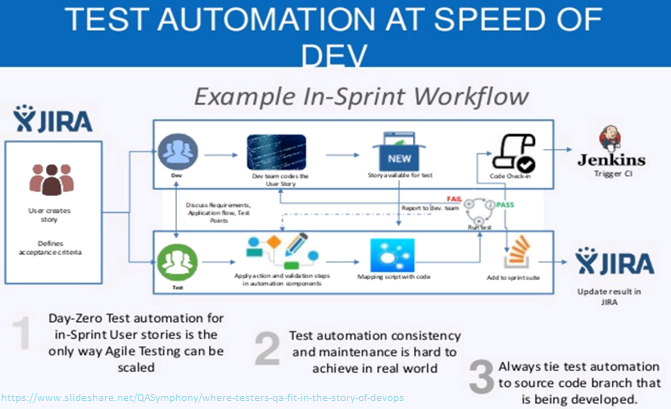 TEST AUTOMATION AT SPEED OF
DEV
Example In-Sprint Workflow
JIRA
User creates
story
Defines
acceptance criteria
Dev
Dev team codes the
User Story
NEW
Story available for test
Code Check-in
Jenkins
Trigger CI
Discuss Requirements,
Application flow, Test
Points
FAIL
PASS
Report to Dev. team
Run test
Test
Apply action and validation steps
in automation components
Mapping script with code
Add to sprint suite
JIRA
Update result in
JIRA
1
Day-Zero Test automation for
in-Sprint User stories is the
only way Agile Testing can be
scaled
2
Test automation consistency
and maintenance is hard to
achieve in real world
3
Always tie test automation
to source code branch that
is being developed.
https://www.slideshare.net/QASymphony/where-testers-qa-fit-in-the-story-of-devops